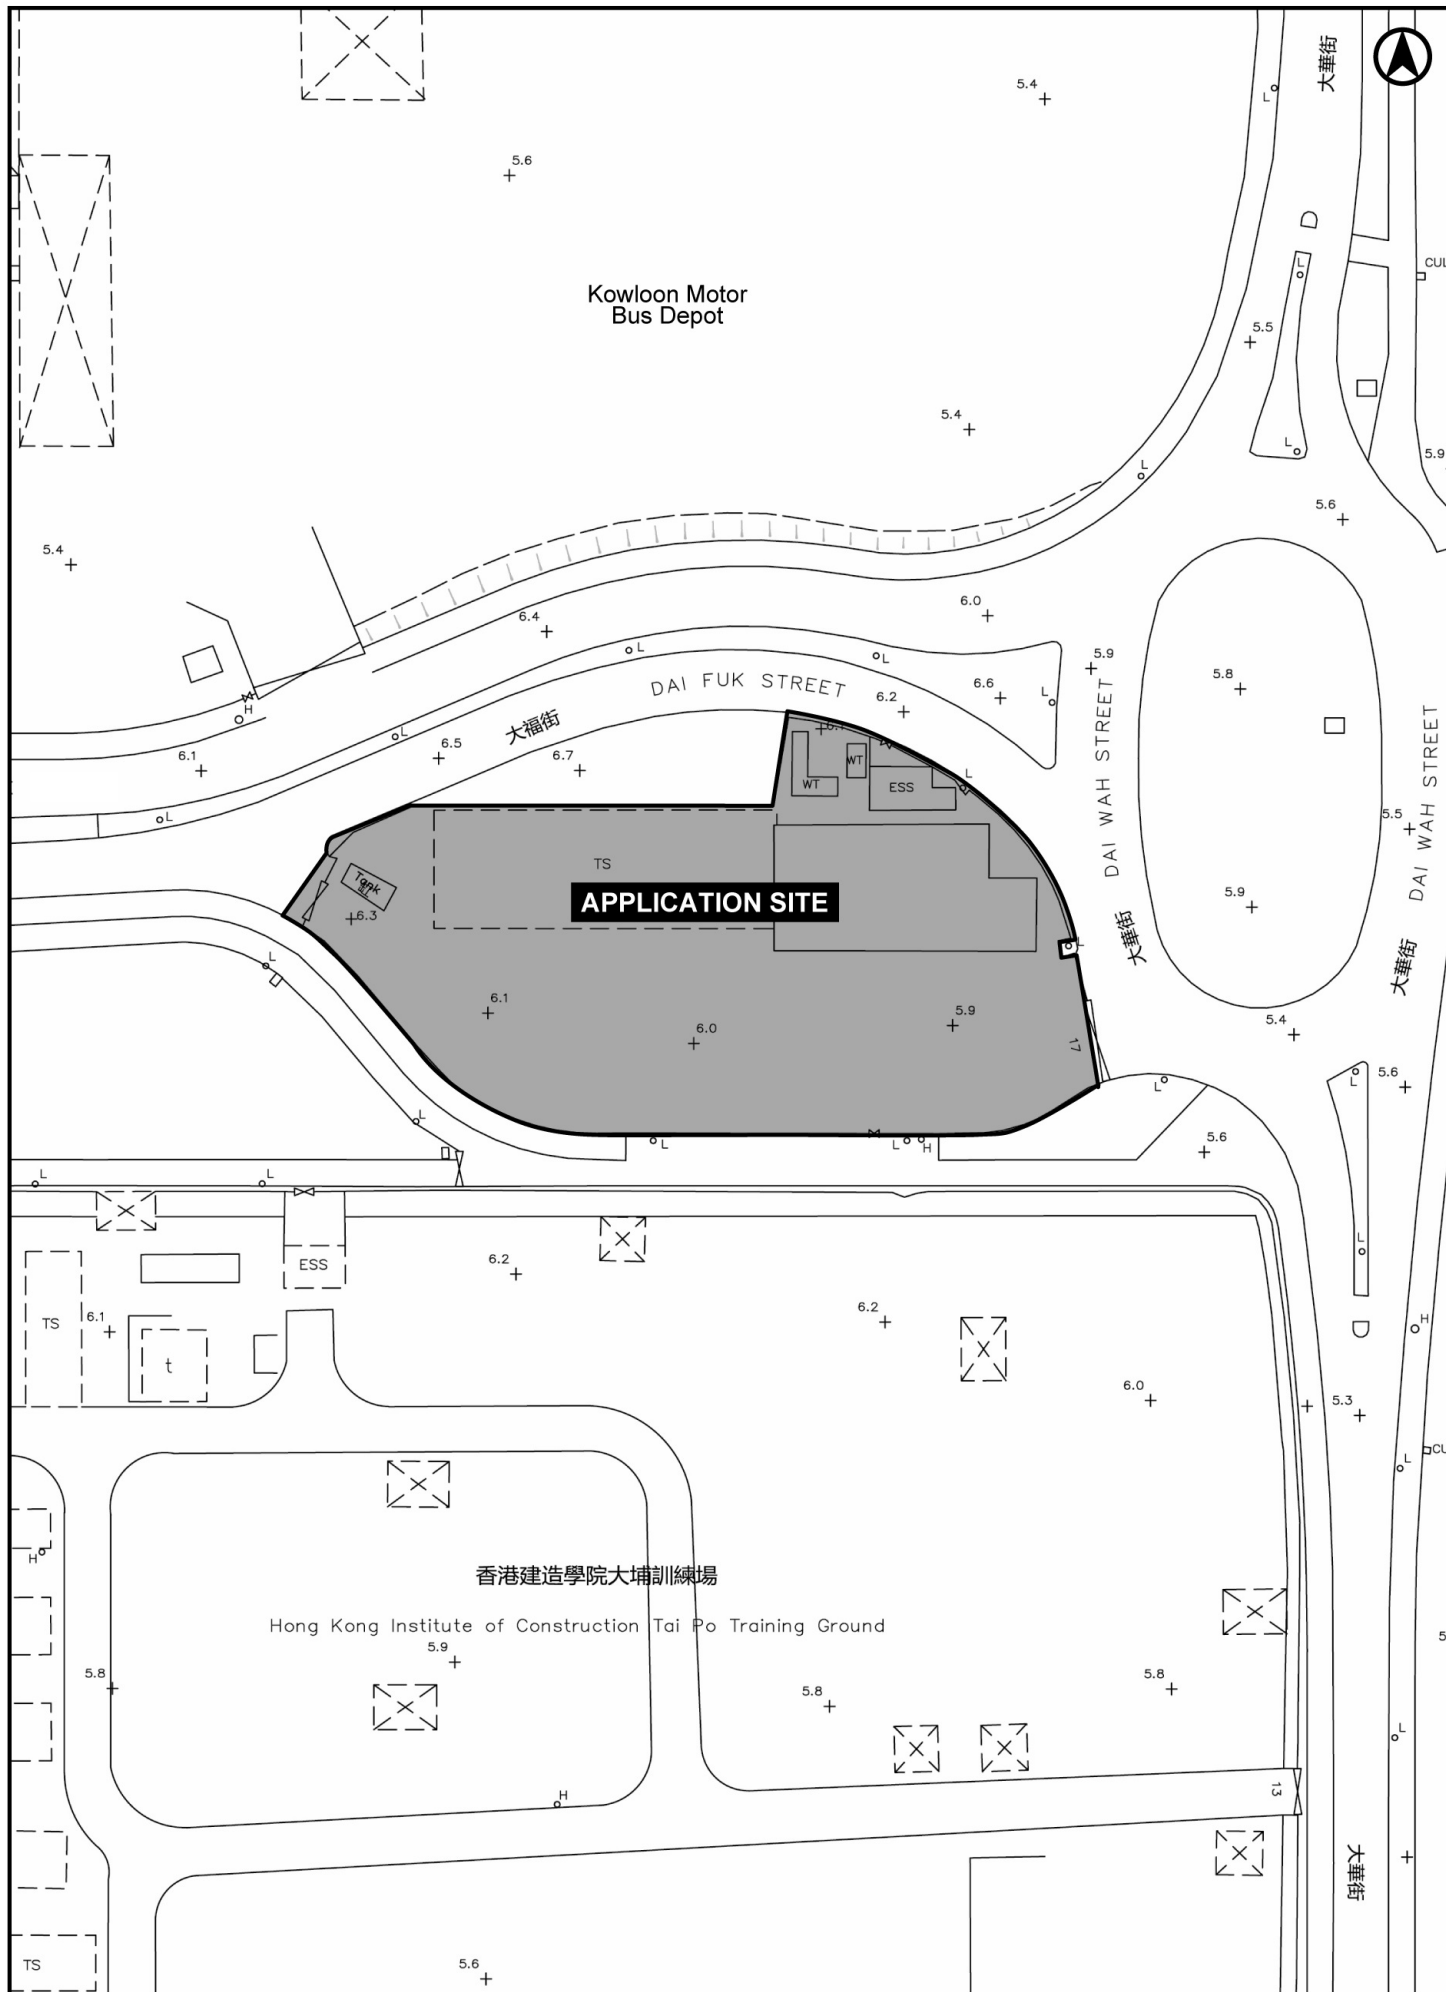 大華街
L
5.4
5.6
D
L
Kowloon Motor
Bus Depot
5.5
5.4
L
5.9
L
5.6
5.4
6.0
6.4
L
L
5.9
5.8
DAI FUK STREET
6.6
6.2
L
H
大福街
DAI WAH STREET
DAI WAH STREET
L
6.5
6.7
6.1
WT
WT
ESS
L
L
5.5
TS
Tank
5.9
APPLICATION SITE
6.3
大華街
大華街
L
L
6.1
5.9
6.0
5.4
17
L
L
5.6
L
L
L
H
5.6
L
L
ESS
6.2
L
TS
6.1
6.2
H
t
6.0
5.3
L
香港建造學院大埔訓練場
H
Hong Kong Institute of Construction Tai Po Training Ground
5.9
5.8
5.8
5.8
L
H
13
大華街
TS
5.6